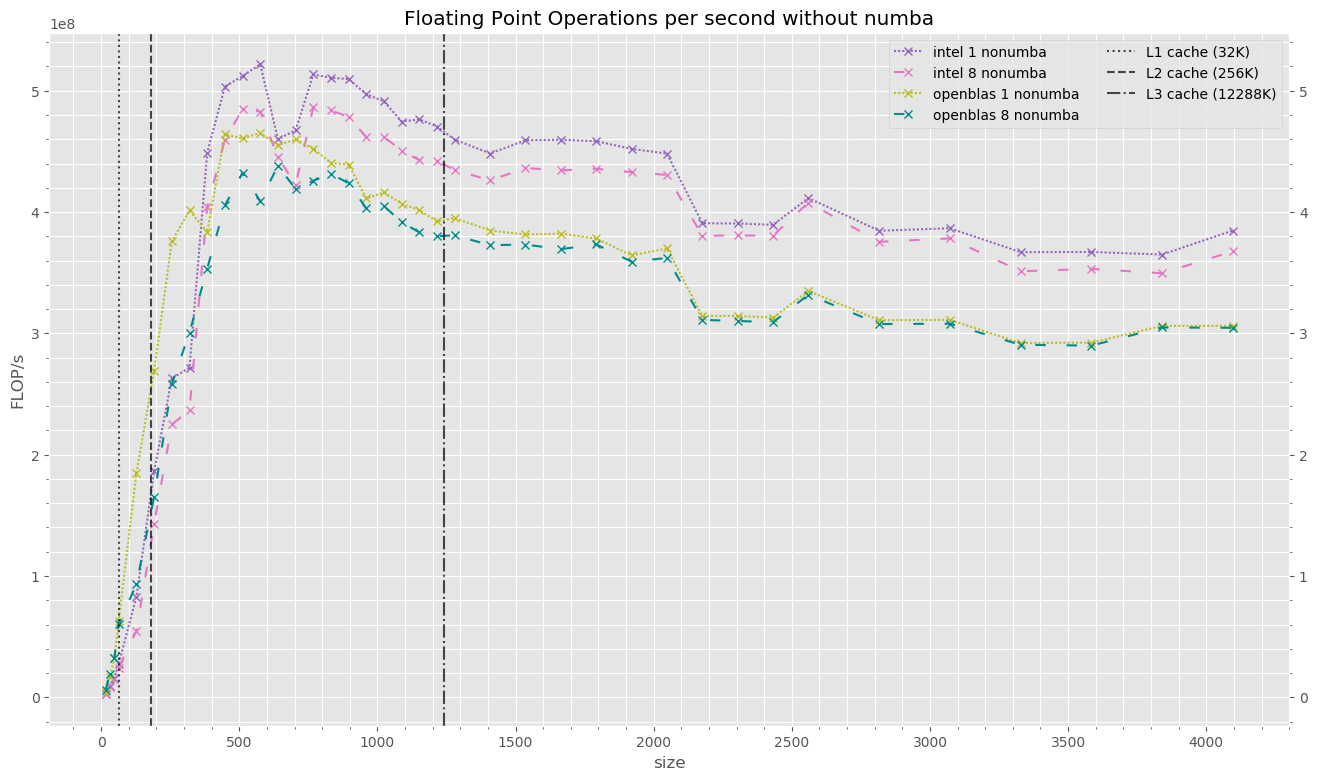 Floating Point Operations per second without numba
1e8
intel 1 nonumba
intel 8 nonumba
openblas 1 nonumba
openblas 8 nonumba
L1 cache (32K)
L2 cache (256K)
L3 cache (12288K)
5
4
3
2
1
0
FLOP/s
5
4
3
2
1
0
0 500 1000 1500 2000 2500 3000 3500 4000
size